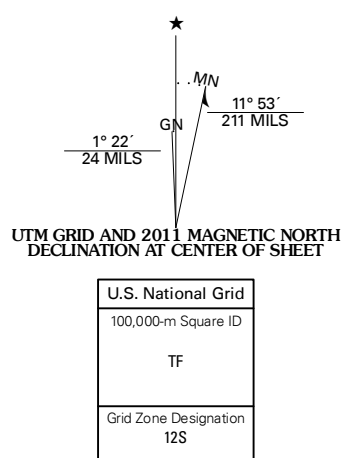 ★
MN
GN
11° 53´
211 MILS
1° 22´
24 MILS
UTM GRID AND 2011 MAGNETIC NORTH
DECLINATION AT CENTER OF SHEET
U.S. National Grid
100,000-m Square ID
TF
Grid Zone Designation
12S